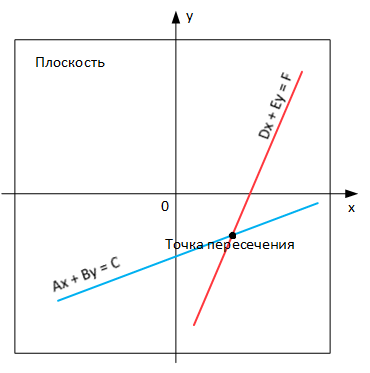 y
Плоскость
Dx + Ey = F
0
x
Точка пересечения
Ax + By = C